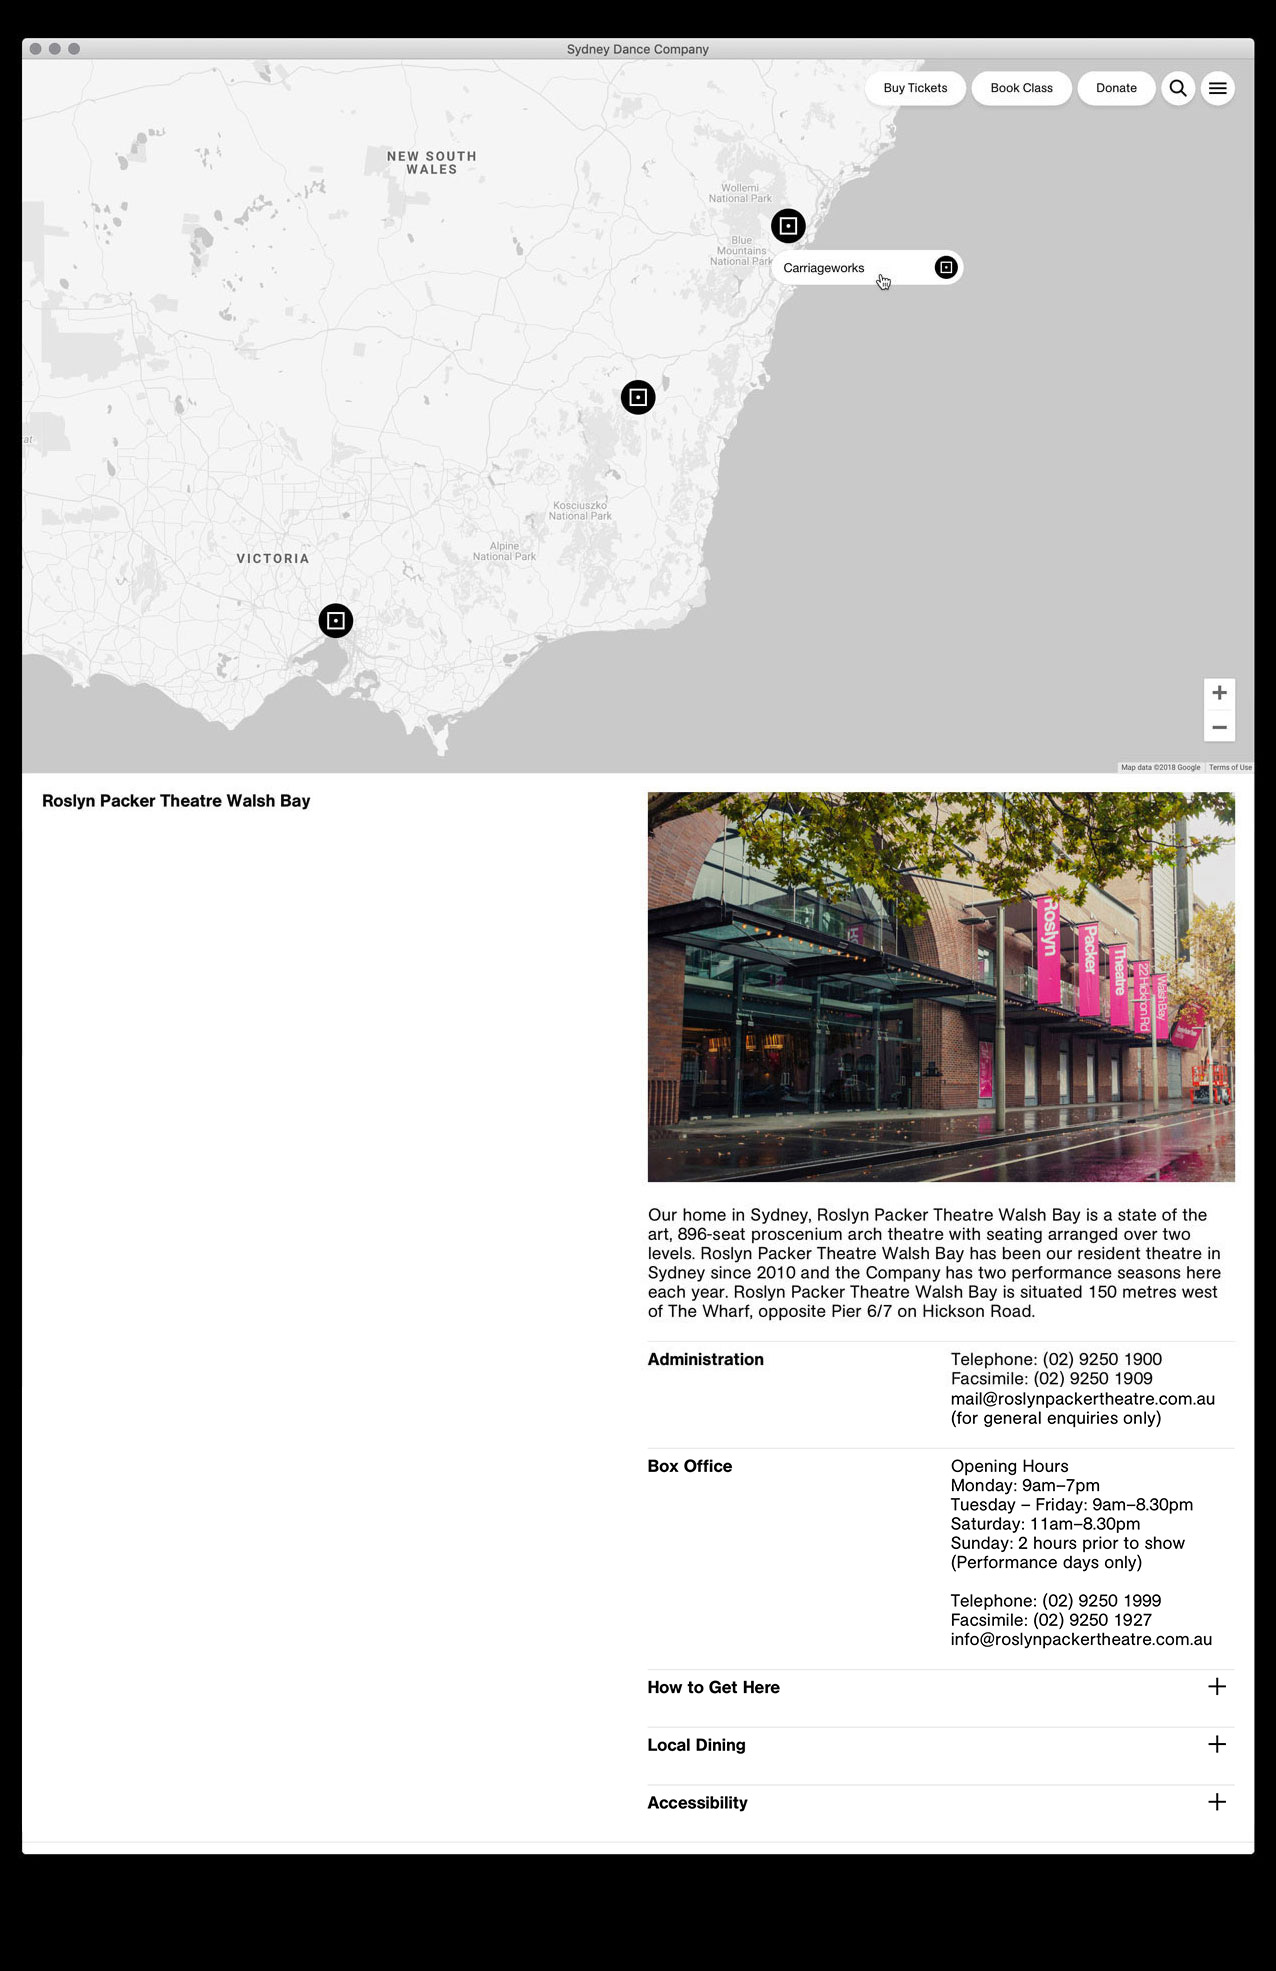 Sydney Dance Company
Buy Tickets
Book Class
Donate
NEW SOUTH
WALES
Wollemi
National Park
Blue
Mountains
National Park
Carriageworks
Kosciuszko
National Park
Alpine
National Park
VICTORIA
+
−
Map data ©2018 Google
Terms of Use
Roslyn Packer Theatre Walsh Bay
Roslyn
Packer
Theatre
22 Hickson Rd
Walsh Bay
Our home in Sydney, Roslyn Packer Theatre Walsh Bay is a state of the
art, 896-seat proscenium arch theatre with seating arranged over two
levels. Roslyn Packer Theatre Walsh Bay has been our resident theatre in
Sydney since 2010 and the Company has two performance seasons here
each year. Roslyn Packer Theatre Walsh Bay is situated 150 metres west
of The Wharf, opposite Pier 6/7 on Hickson Road.
Administration
Telephone: (02) 9250 1900
Facsimile: (02) 9250 1909
mail@roslynpackertheatre.com.au
(for general enquiries only)
Box Office
Opening Hours
Monday: 9am–7pm
Tuesday – Friday: 9am–8.30pm
Saturday: 11am–8.30pm
Sunday: 2 hours prior to show
(Performance days only)
Telephone: (02) 9250 1999
Facsimile: (02) 9250 1927
info@roslynpackertheatre.com.au
How to Get Here
Local Dining
Accessibility